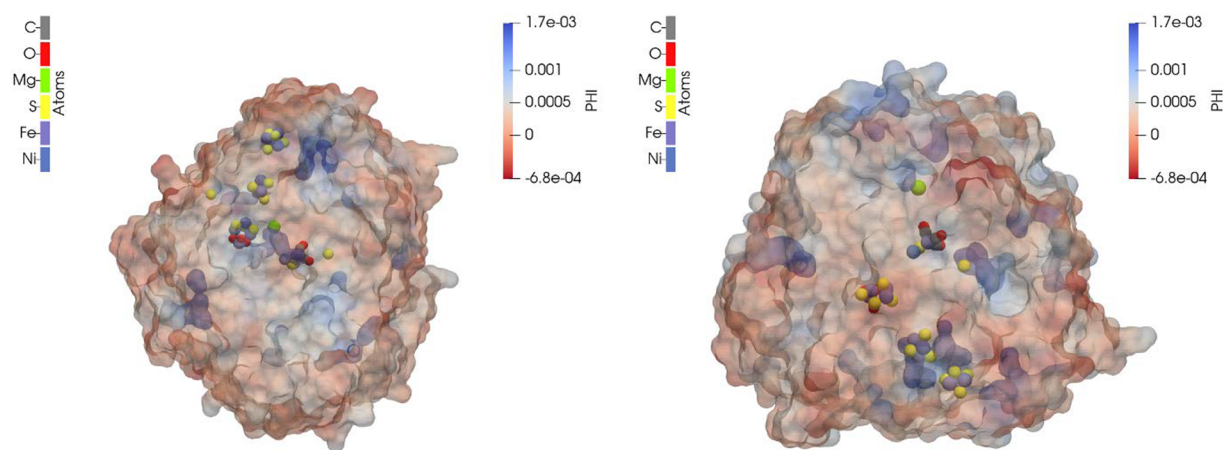 C
O
Mg
S
Fe
Ni
Atoms
1.7e-03
0.001
0.0005
0
-6.8e-04
PHI
C
O
Mg
S
Fe
Ni
Atoms
1.7e-03
0.001
0.0005
0
-6.8e-04
PHI